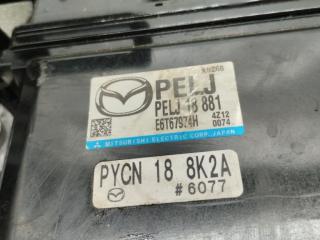 PELJ
PELJ 18 881
E6T67974H
4Z12
0074
MITSUBISHI ELECTRIC CORP. JAPAN
PYCN 18 8K2A
#6077